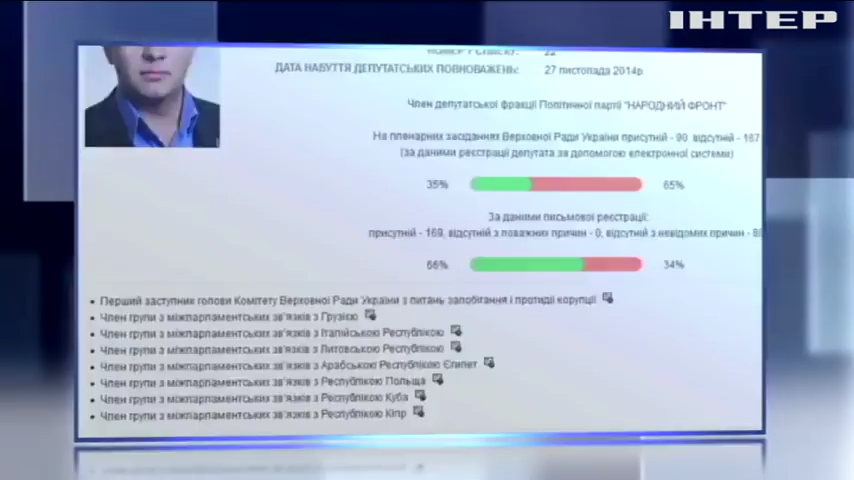 ІНТЕР
22
ДАТА НАБУТТЯ ДЕПУТАТСЬКИХ ПОВНОВАЖЕНЬ: 27 листопада 2014р
Член депутатської фракції Політичної партії "НАРОДНИЙ ФРОНТ"
На пленарних засіданнях Верховної Ради України присутній - 90, відсутній - 167
(за даними реєстрації депутата за допомогою електронної системи)
35% 65%
За даними письмової реєстрації:
присутній - 169, відсутній з поважних причин - 0, відсутній з невідомих причин -
66% 34%
Перший заступник голови Комітету Верховної Ради України з питань запобігання і протидії корупції
Член групи з міжпарламентських зв'язків з Грузією
Член групи з міжпарламентських зв'язків з Італійською Республікою
Член групи з міжпарламентських зв'язків з Литовською Республікою
Член групи з міжпарламентських зв'язків з Арабською Республікою Єгипет
Член групи з міжпарламентських зв'язків з Республікою Польща
Член групи з міжпарламентських зв'язків з Республікою Куба
Член групи з міжпарламентських зв'язків з Республікою Кіпр